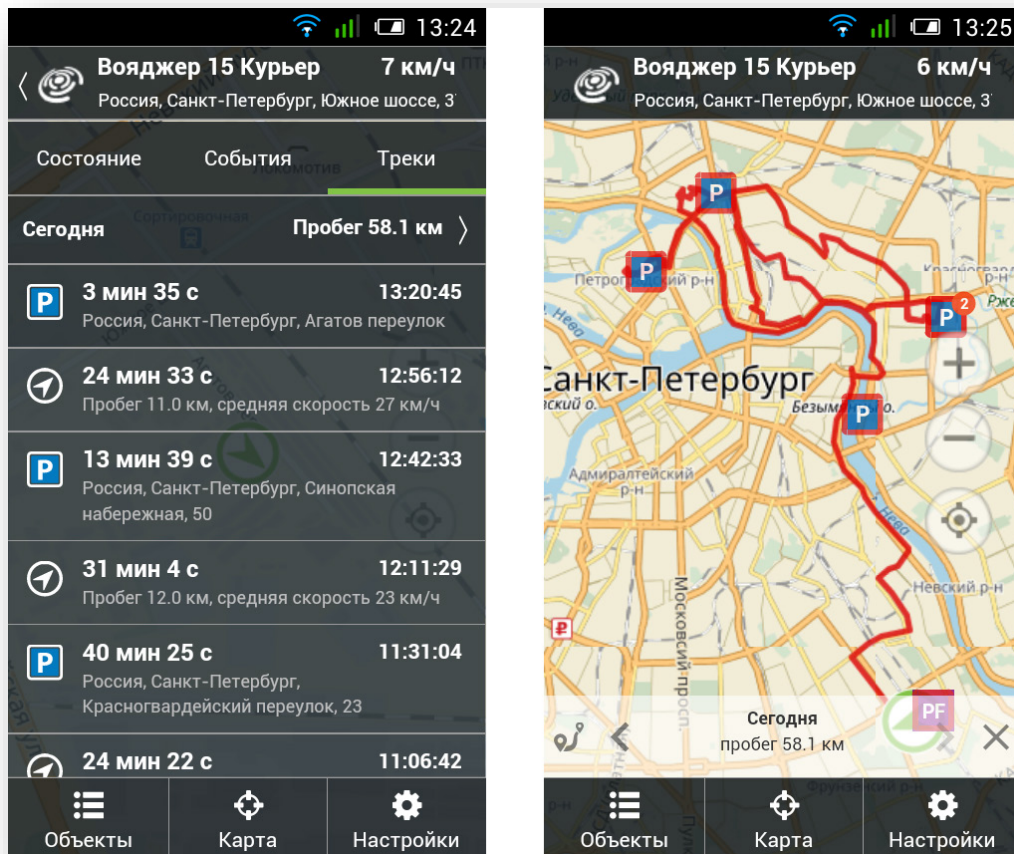 13:24
Вояджер 15 Курьер
7 км/ч
Россия, Санкт-Петербург, Южное шоссе, 3
Состояние
События
Треки
Сегодня
Пробег 58.1 км
P
3 мин 35 с
13:20:45
Россия, Санкт-Петербург, Агатов переулок
24 мин 33 с
12:56:12
Пробег 11.0 км, средняя скорость 27 км/ч
P
13 мин 39 с
12:42:33
Россия, Санкт-Петербург, Синопская
набережная, 50
31 мин 4 с
12:11:29
Пробег 12.0 км, средняя скорость 23 км/ч
P
40 мин 25 с
11:31:04
Россия, Санкт-Петербург,
Красногвардейский переулок, 23
24 мин 22 с
11:06:42
Объекты
Карта
Настройки
13:25
Вояджер 15 Курьер
6 км/ч
Россия, Санкт-Петербург, Южное шоссе, 3
P
P
P
2
P
р-н
Нева
Санкт-Петербург
Адмиралтейский
р-н
Нева
Невский р-н
Московский просп.
PF
Сегодня
пробег 58.1 км
Объекты
Карта
Настройки